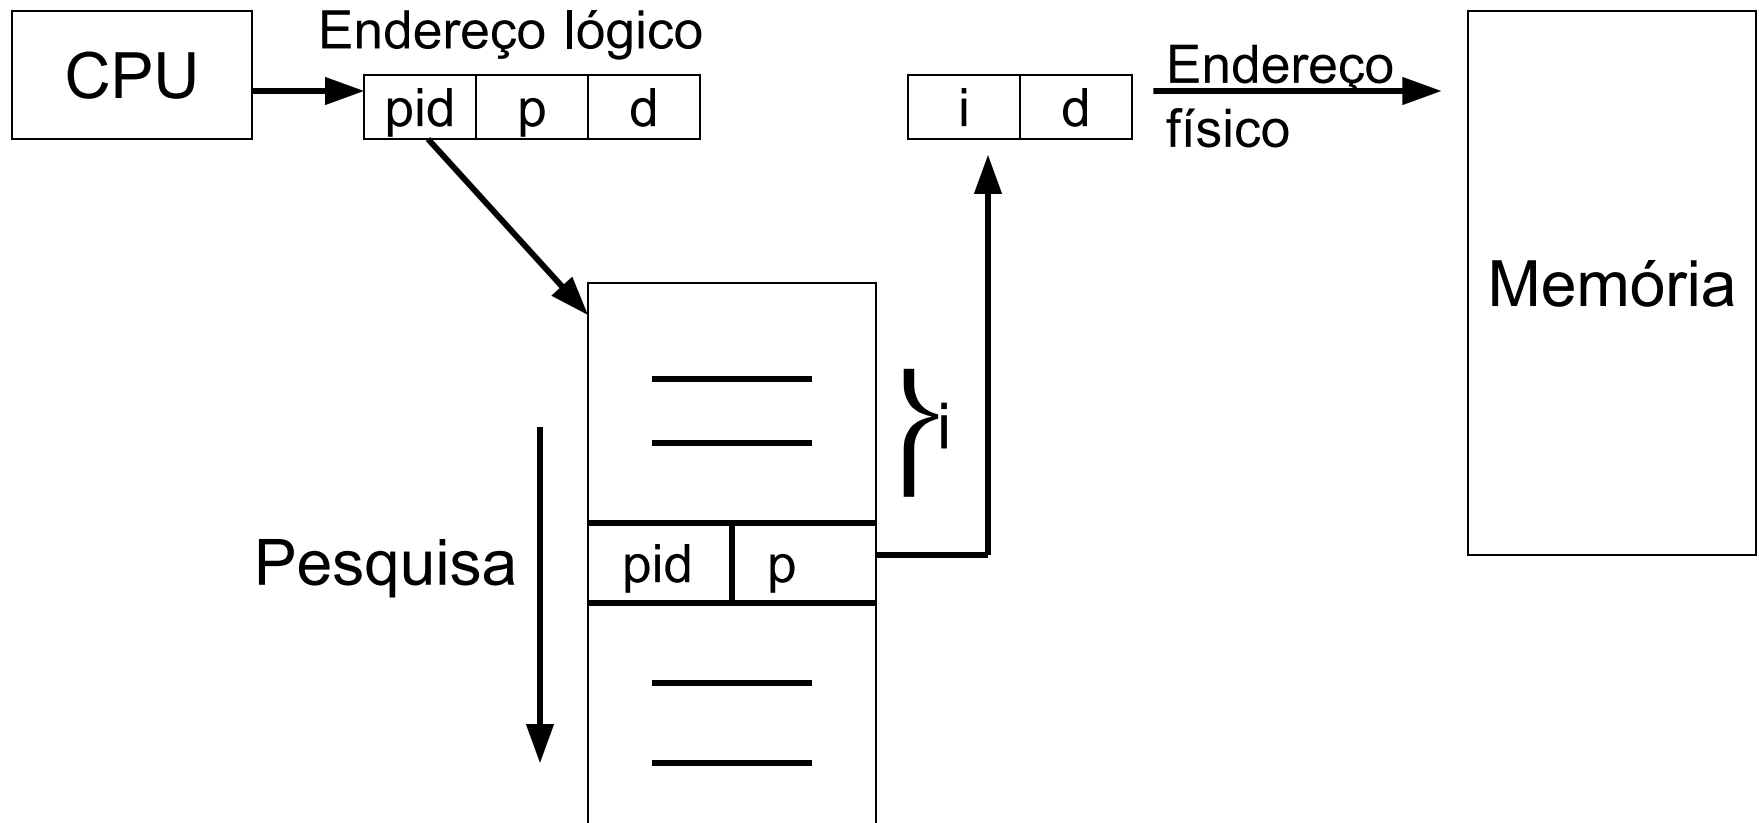 CPU
Endereço lógico
pid p d
i d
Endereço
físico
Memória
i
Pesquisa
pid p